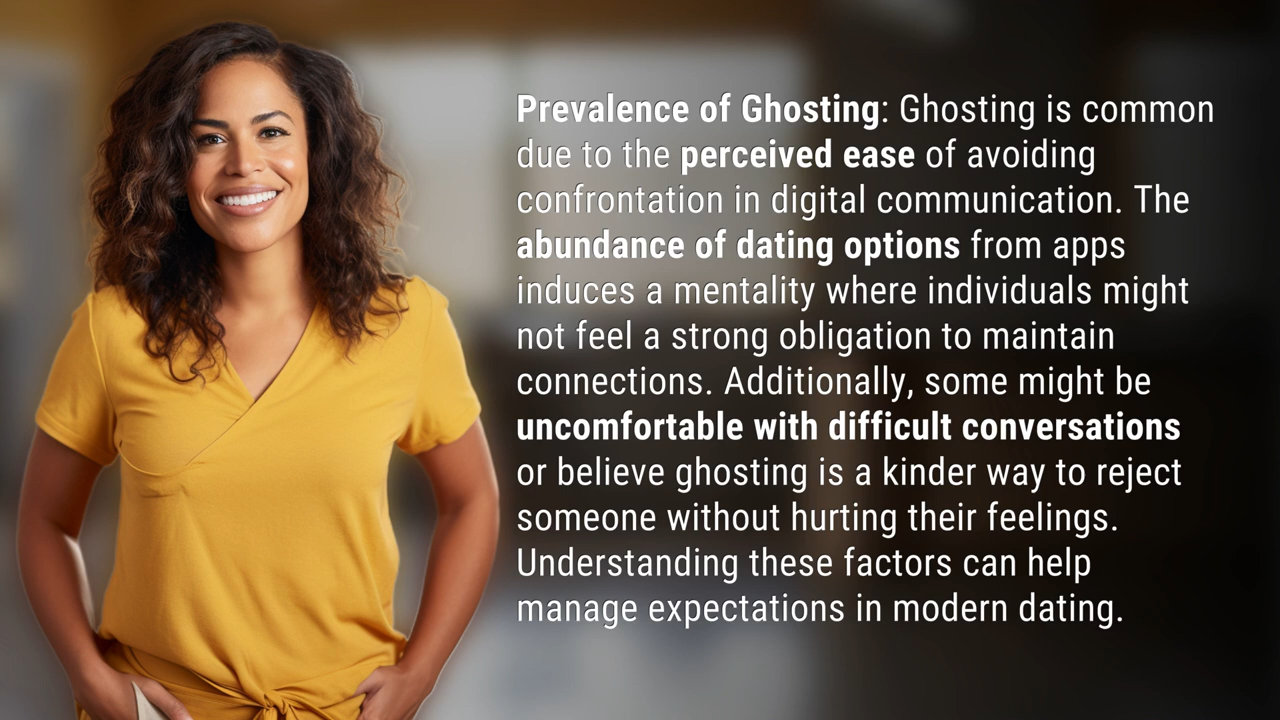 Prevalence of Ghosting: Ghosting is common
due to the perceived ease of avoiding
confrontation in digital communication. The
abundance of dating options from apps
induces a mentality where individuals might
not feel a strong obligation to maintain
connections. Additionally, some might be
uncomfortable with difficult conversations
or believe ghosting is a kinder way to reject
someone without hurting their feelings.
Understanding these factors can help
manage expectations in modern dating.